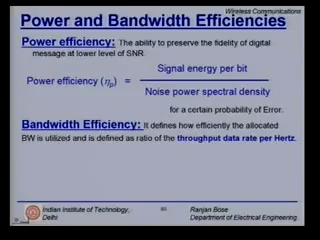 Wireless Communications
Power and Bandwidth Efficiencies
Power efficiency: The ability to preserve the fidelity of digital
message at lower level of SNR.
Signal energy per bit
Power efficiency (ηp) =
Noise power spectral density
for a certain probability of Error.
Bandwidth Efficiency: It defines how efficiently the allocated
BW is utilized and is defined as ratio of the throughput data rate per Hertz.
Indian Institute of Technology, Ranjan Bose
Delhi Department of Electrical Engineering